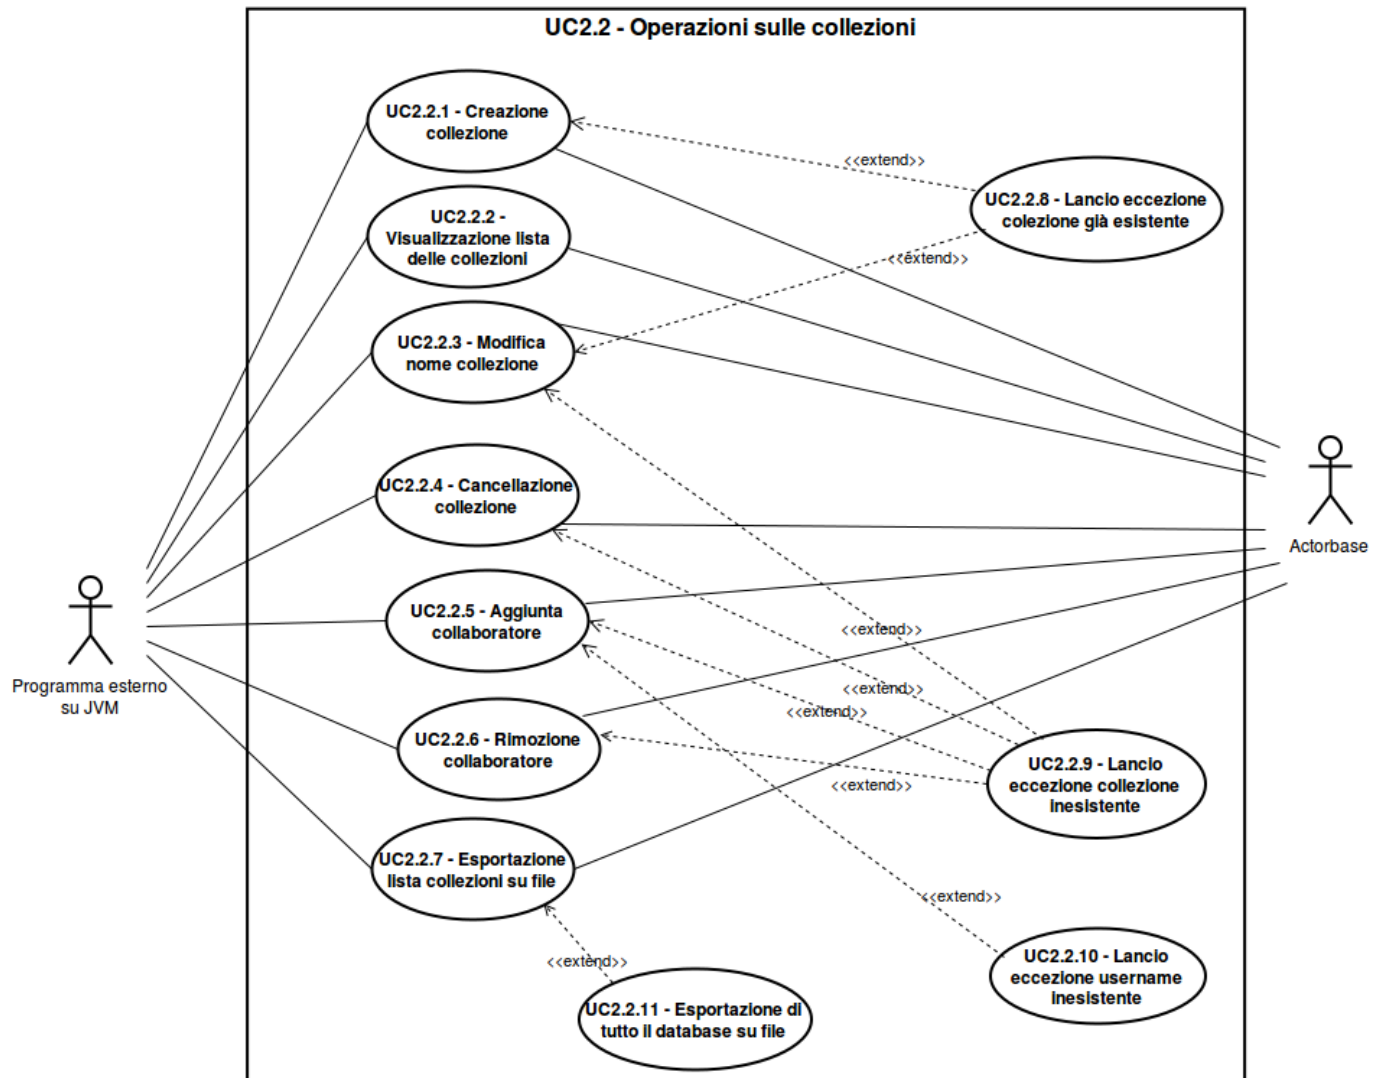 UC2.2 - Operazioni sulle collezioni
UC2.2.1 - Creazione
collezione
<<extend>>
UC2.2.8 - Lancio eccezione
colezione già esistente
UC2.2.2 -
Visualizzazione lista
delle collezioni
<<extend>>
UC2.2.3 - Modifica
nome collezione
UC2.2.4 - Cancellazione
collezione
Actorbase
UC2.2.5 - Aggiunta
collaboratore
<<extend>>
Programma esterno
su JVM
<<extend>>
<<extend>>
UC2.2.6 - Rimozione
collaboratore
UC2.2.9 - Lancio
eccezione collezione
inesistente
<<extend>>
UC2.2.7 - Esportazione
lista collezioni su file
<<extend>>
UC2.2.10 - Lancio
eccezione username
inesistente
<<extend>>
UC2.2.11 - Esportazione di
tutto il database su file